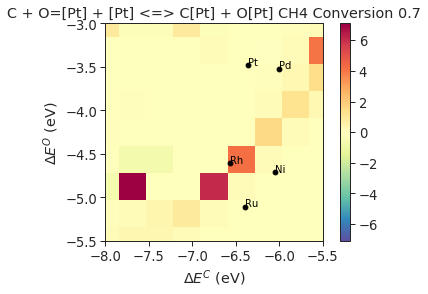 C + O=[Pt] + [Pt] <=> C[Pt] + O[Pt] CH4 Conversion 0.7
−3.0
−3.5
−4.0
−4.5
−5.0
−5.5
ΔE^O (eV)
Pt
Pd
Rh
Ni
Ru
−8.0 −7.5 −7.0 −6.5 −6.0 −5.5
ΔE^C (eV)
6
4
2
0
−2
−4
−6